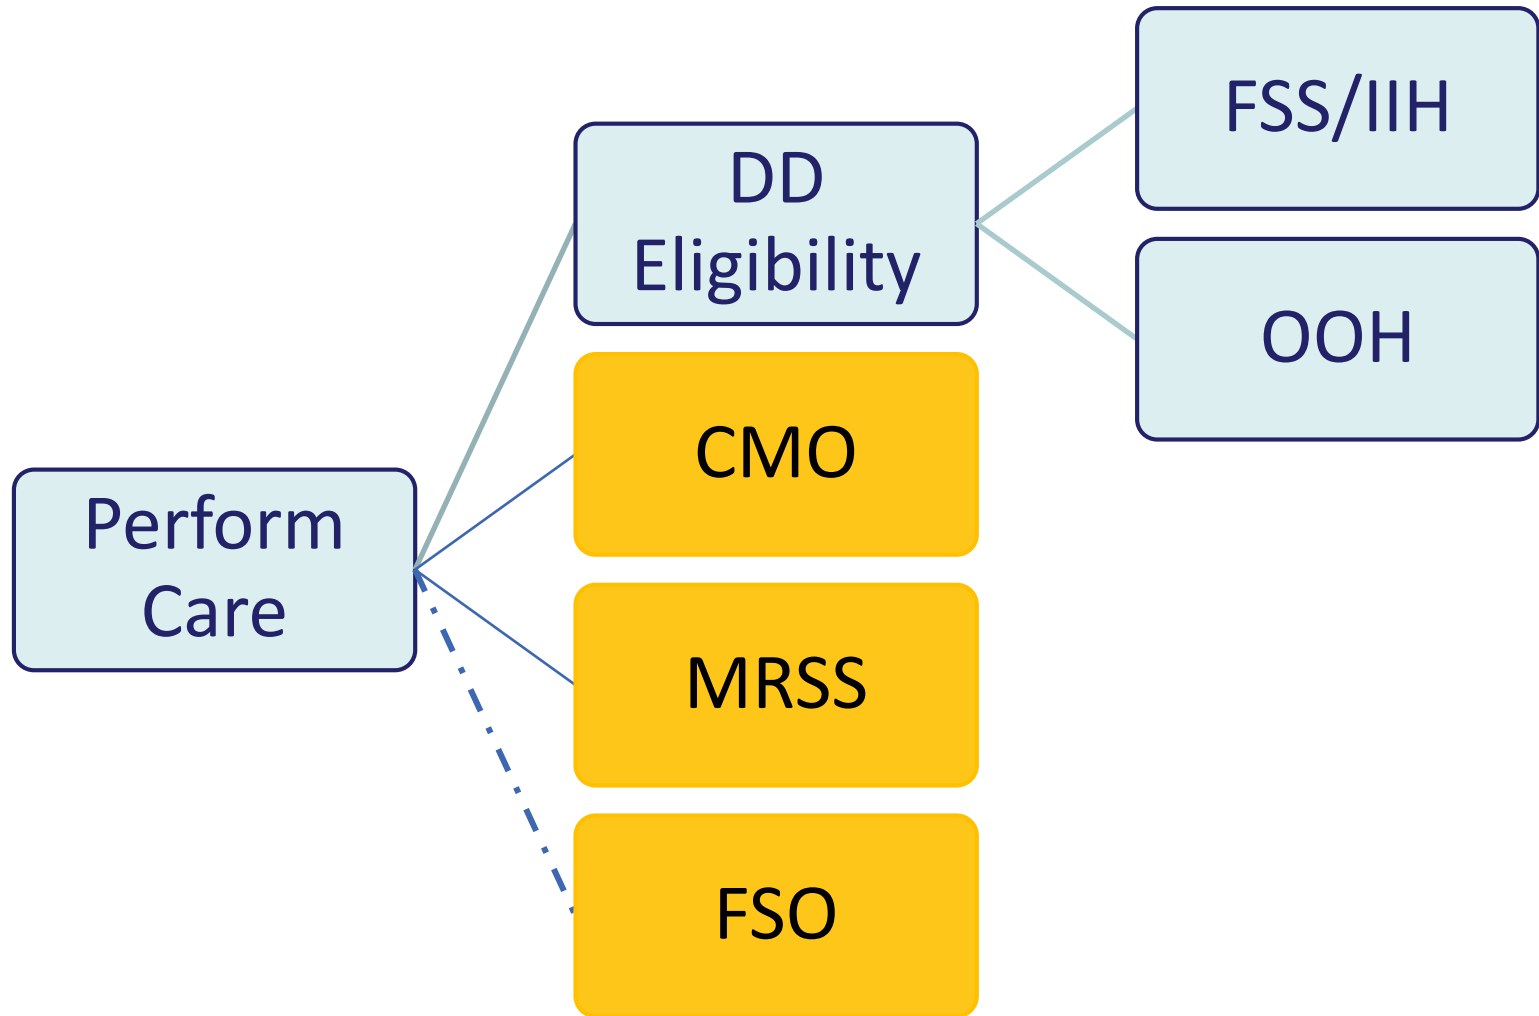 Perform
Care
DD
Eligibility
CMO
MRSS
FSO
FSS/IIH
OOH